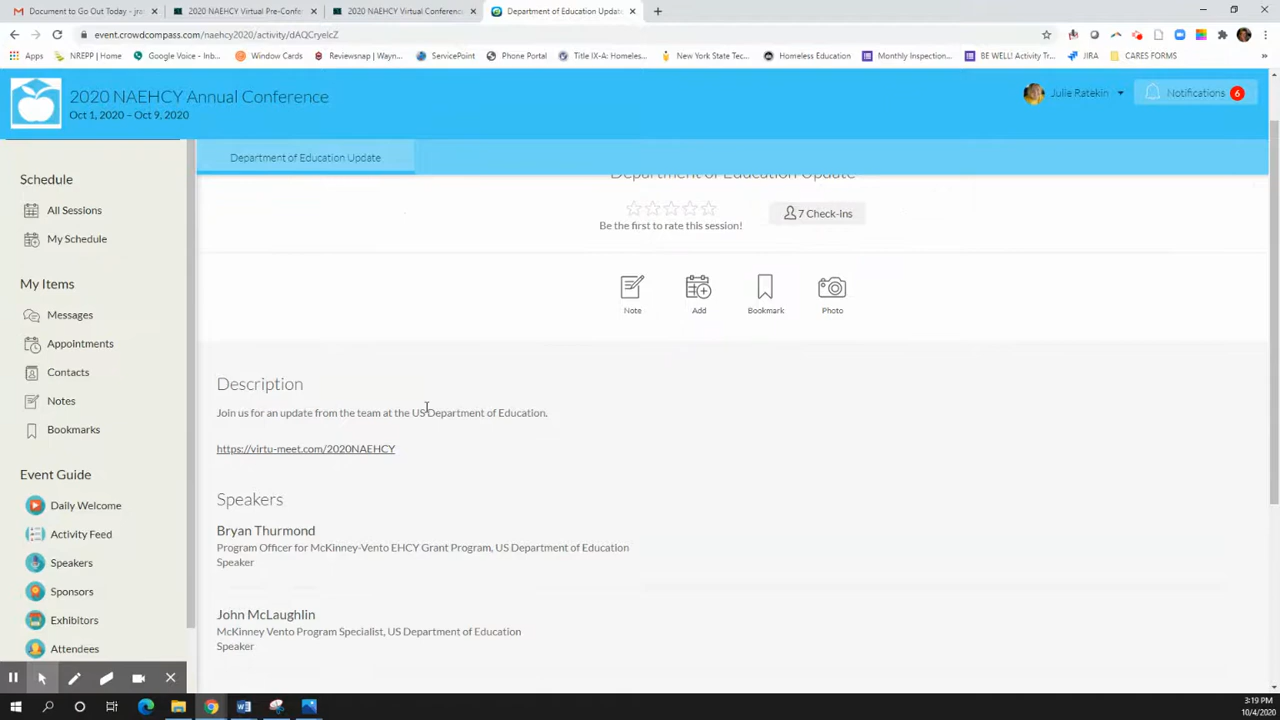 Document to Go Out Today - jra
2020 NAEHCY Virtual Pre-Confe
2020 NAEHCY Virtual Conferenc
Department of Education Update
event.crowdcompass.com/naehcy2020/activity/dAQCryelcZ
Apps
NREPP | Home
Google Voice - Inb...
Window Cards
Reviewsnap | Wayn...
ServicePoint
Phone Portal
Title IX-A: Homeles...
New York State Tec...
Homeless Education
Monthly Inspection...
BE WELL! Activity Tr...
JIRA
CARES FORMS
2020 NAEHCY Annual Conference
Oct 1, 2020 – Oct 9, 2020
Julie Ratekin
Notifications 6
Department of Education Update
Schedule
All Sessions
My Schedule
My Items
Messages
Appointments
Contacts
Notes
Bookmarks
Event Guide
Daily Welcome
Activity Feed
Speakers
Sponsors
Exhibitors
Attendees
Department of Education Update
Be the first to rate this session!
7 Check-Ins
Note
Add
Bookmark
Photo
Description
Join us for an update from the team at the US Department of Education.
https://virtu-meet.com/2020NAEHCY
Speakers
Bryan Thurmond
Program Officer for McKinney-Vento EHCY Grant Program, US Department of Education
Speaker
John McLaughlin
McKinney Vento Program Specialist, US Department of Education
Speaker
3:19 PM
10/4/2020